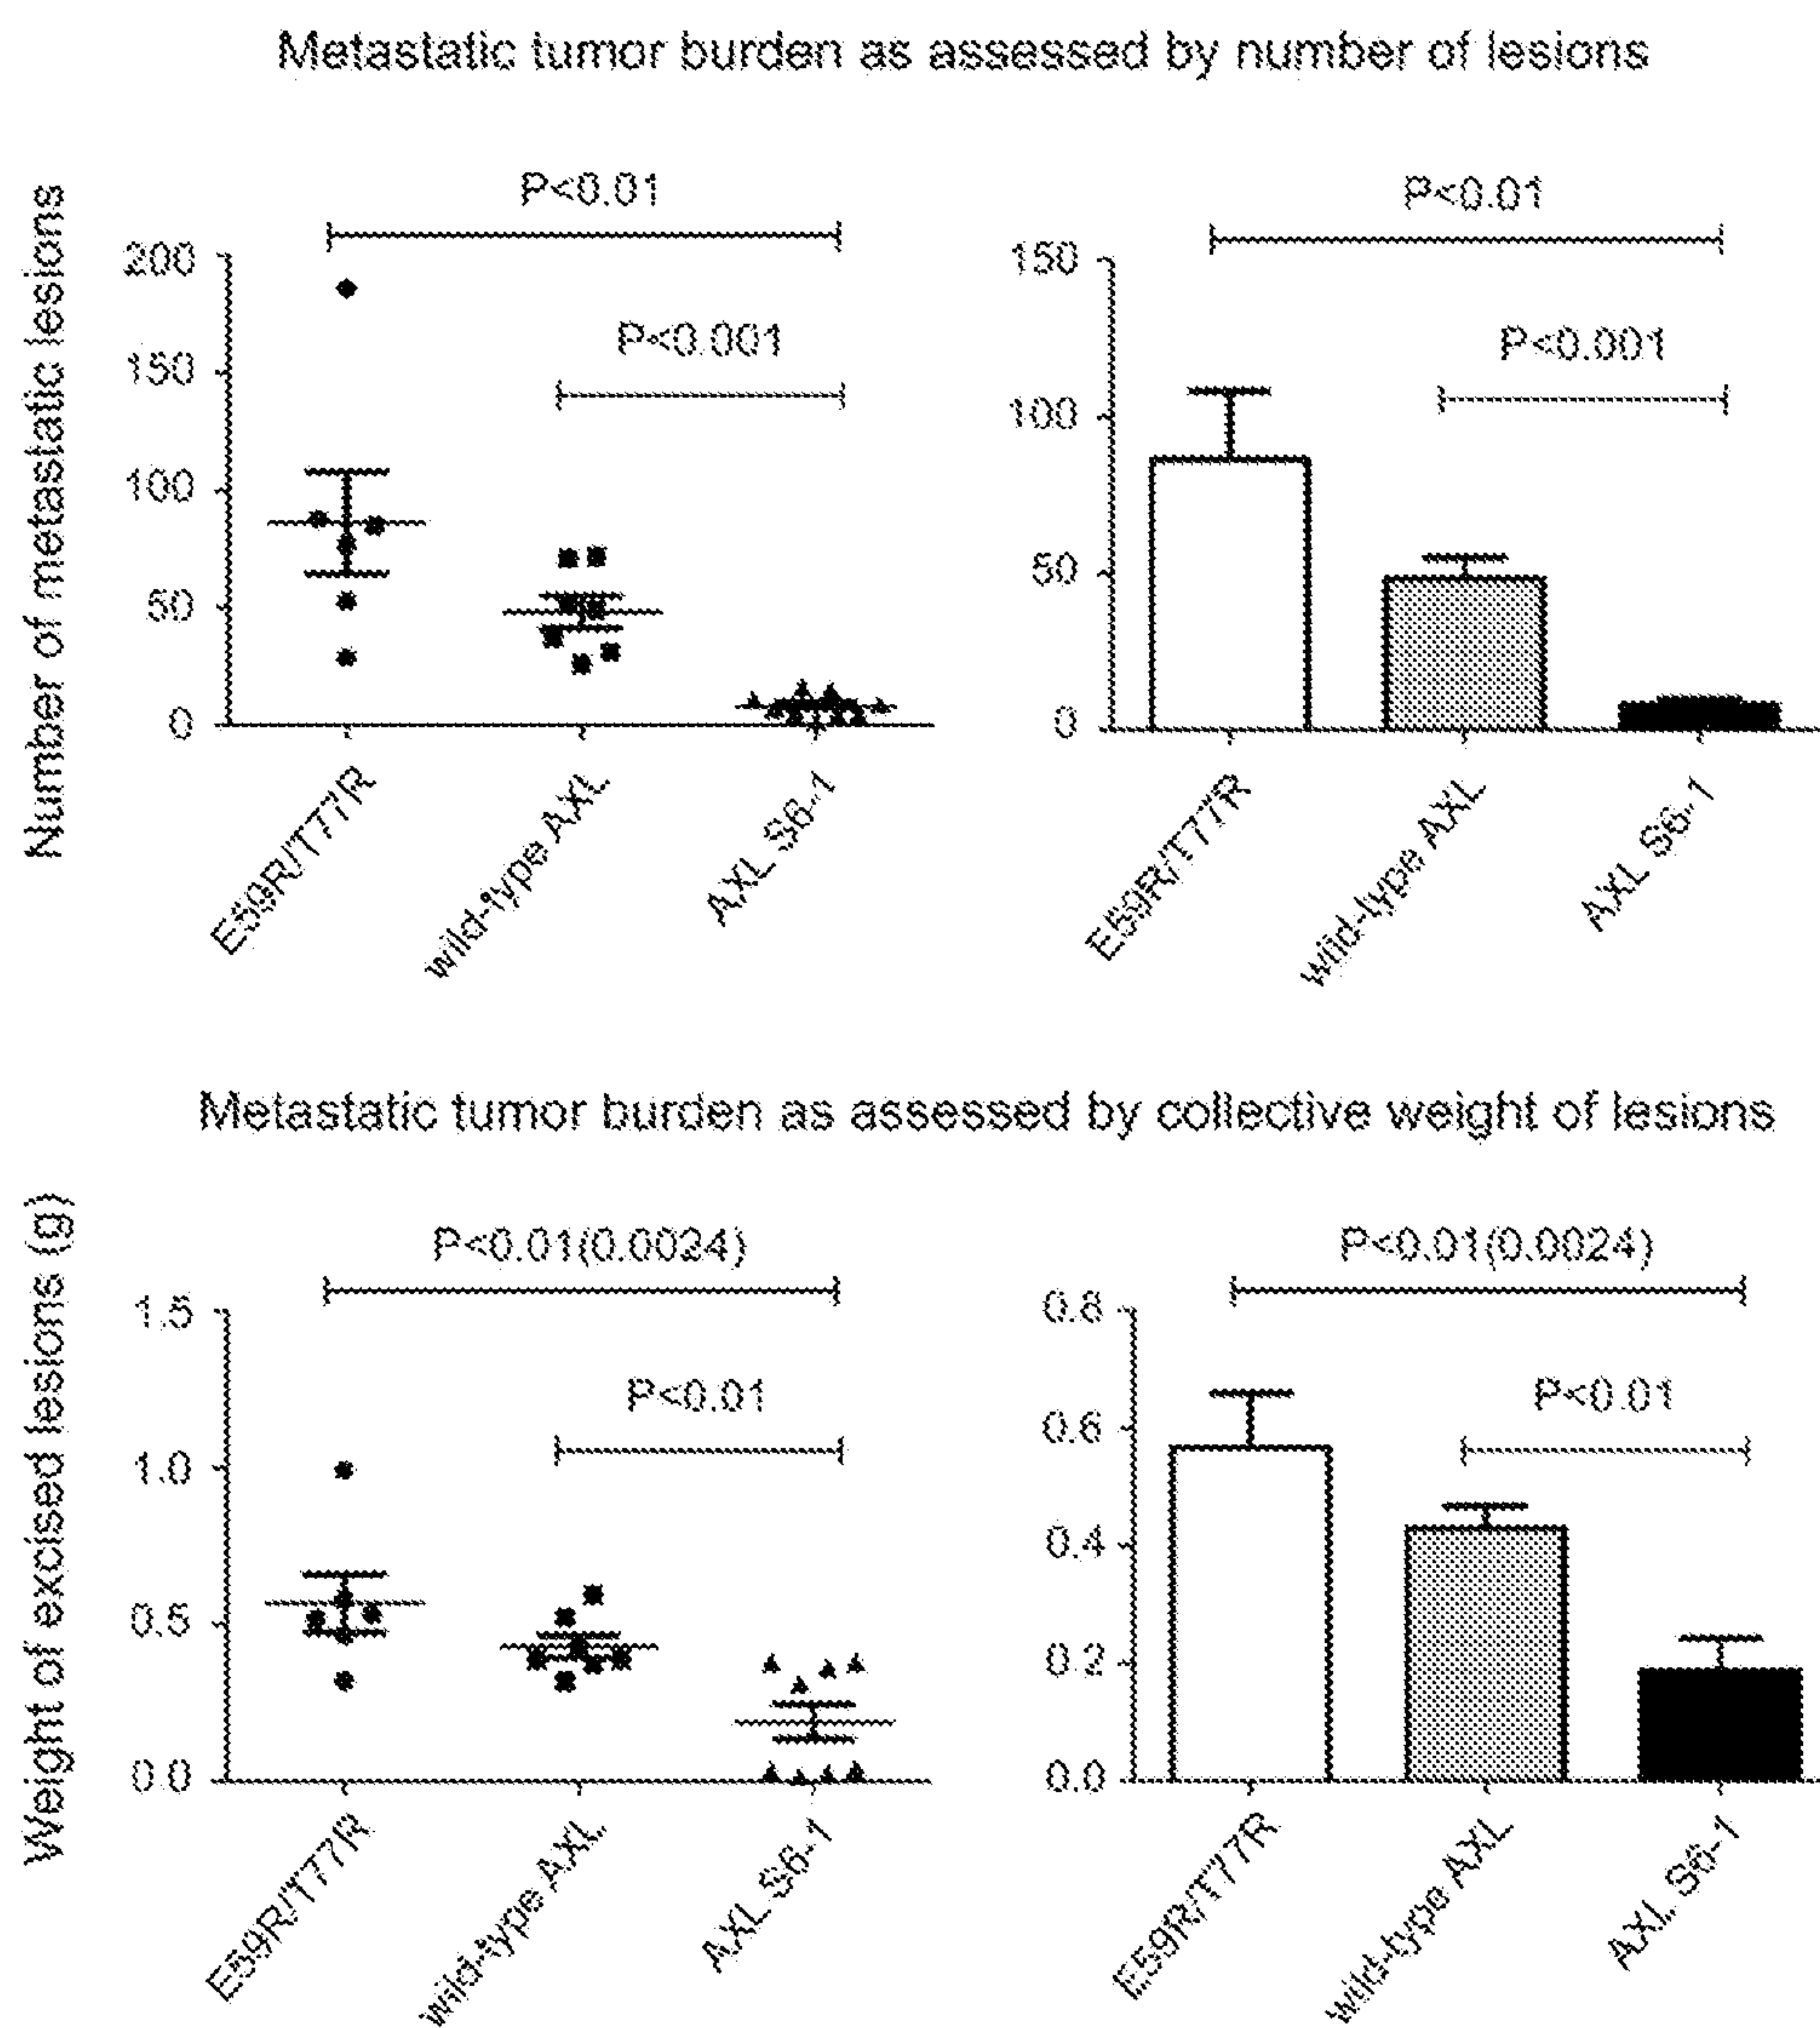 Metastatic tumor burden as assessed by number of lesions
Number of metastatic lesions
P<0.01
P<0.001
200
150
100
50
0
E59R/T77R
wild-type AXL
AXL S6-1
P<0.01
P<0.001
150
100
50
0
E59R/T77R
wild-type AXL
AXL S6-1
Metastatic tumor burden as assessed by collective weight of lesions
Weight of excised lesions (g)
P<0.01(0.0024)
P<0.01
1.5
1.0
0.5
0.0
E59R/T77R
wild-type AXL
AXL S6-1
P<0.01(0.0024)
P<0.01
0.8
0.6
0.4
0.2
0.0
E59R/T77R
wild-type AXL
AXL S6-1